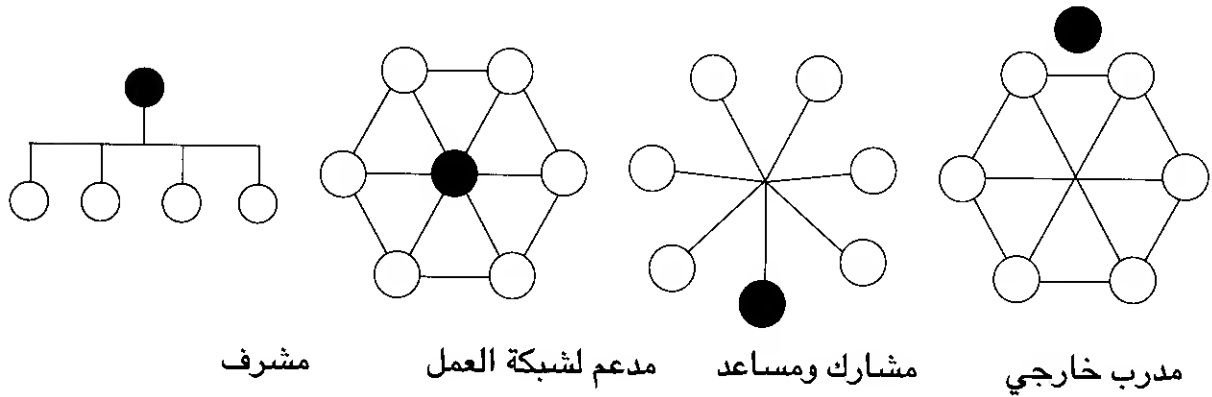 مدرب خارجي
مشارك ومساعد
مدعم لشبكة العمل
مشرف